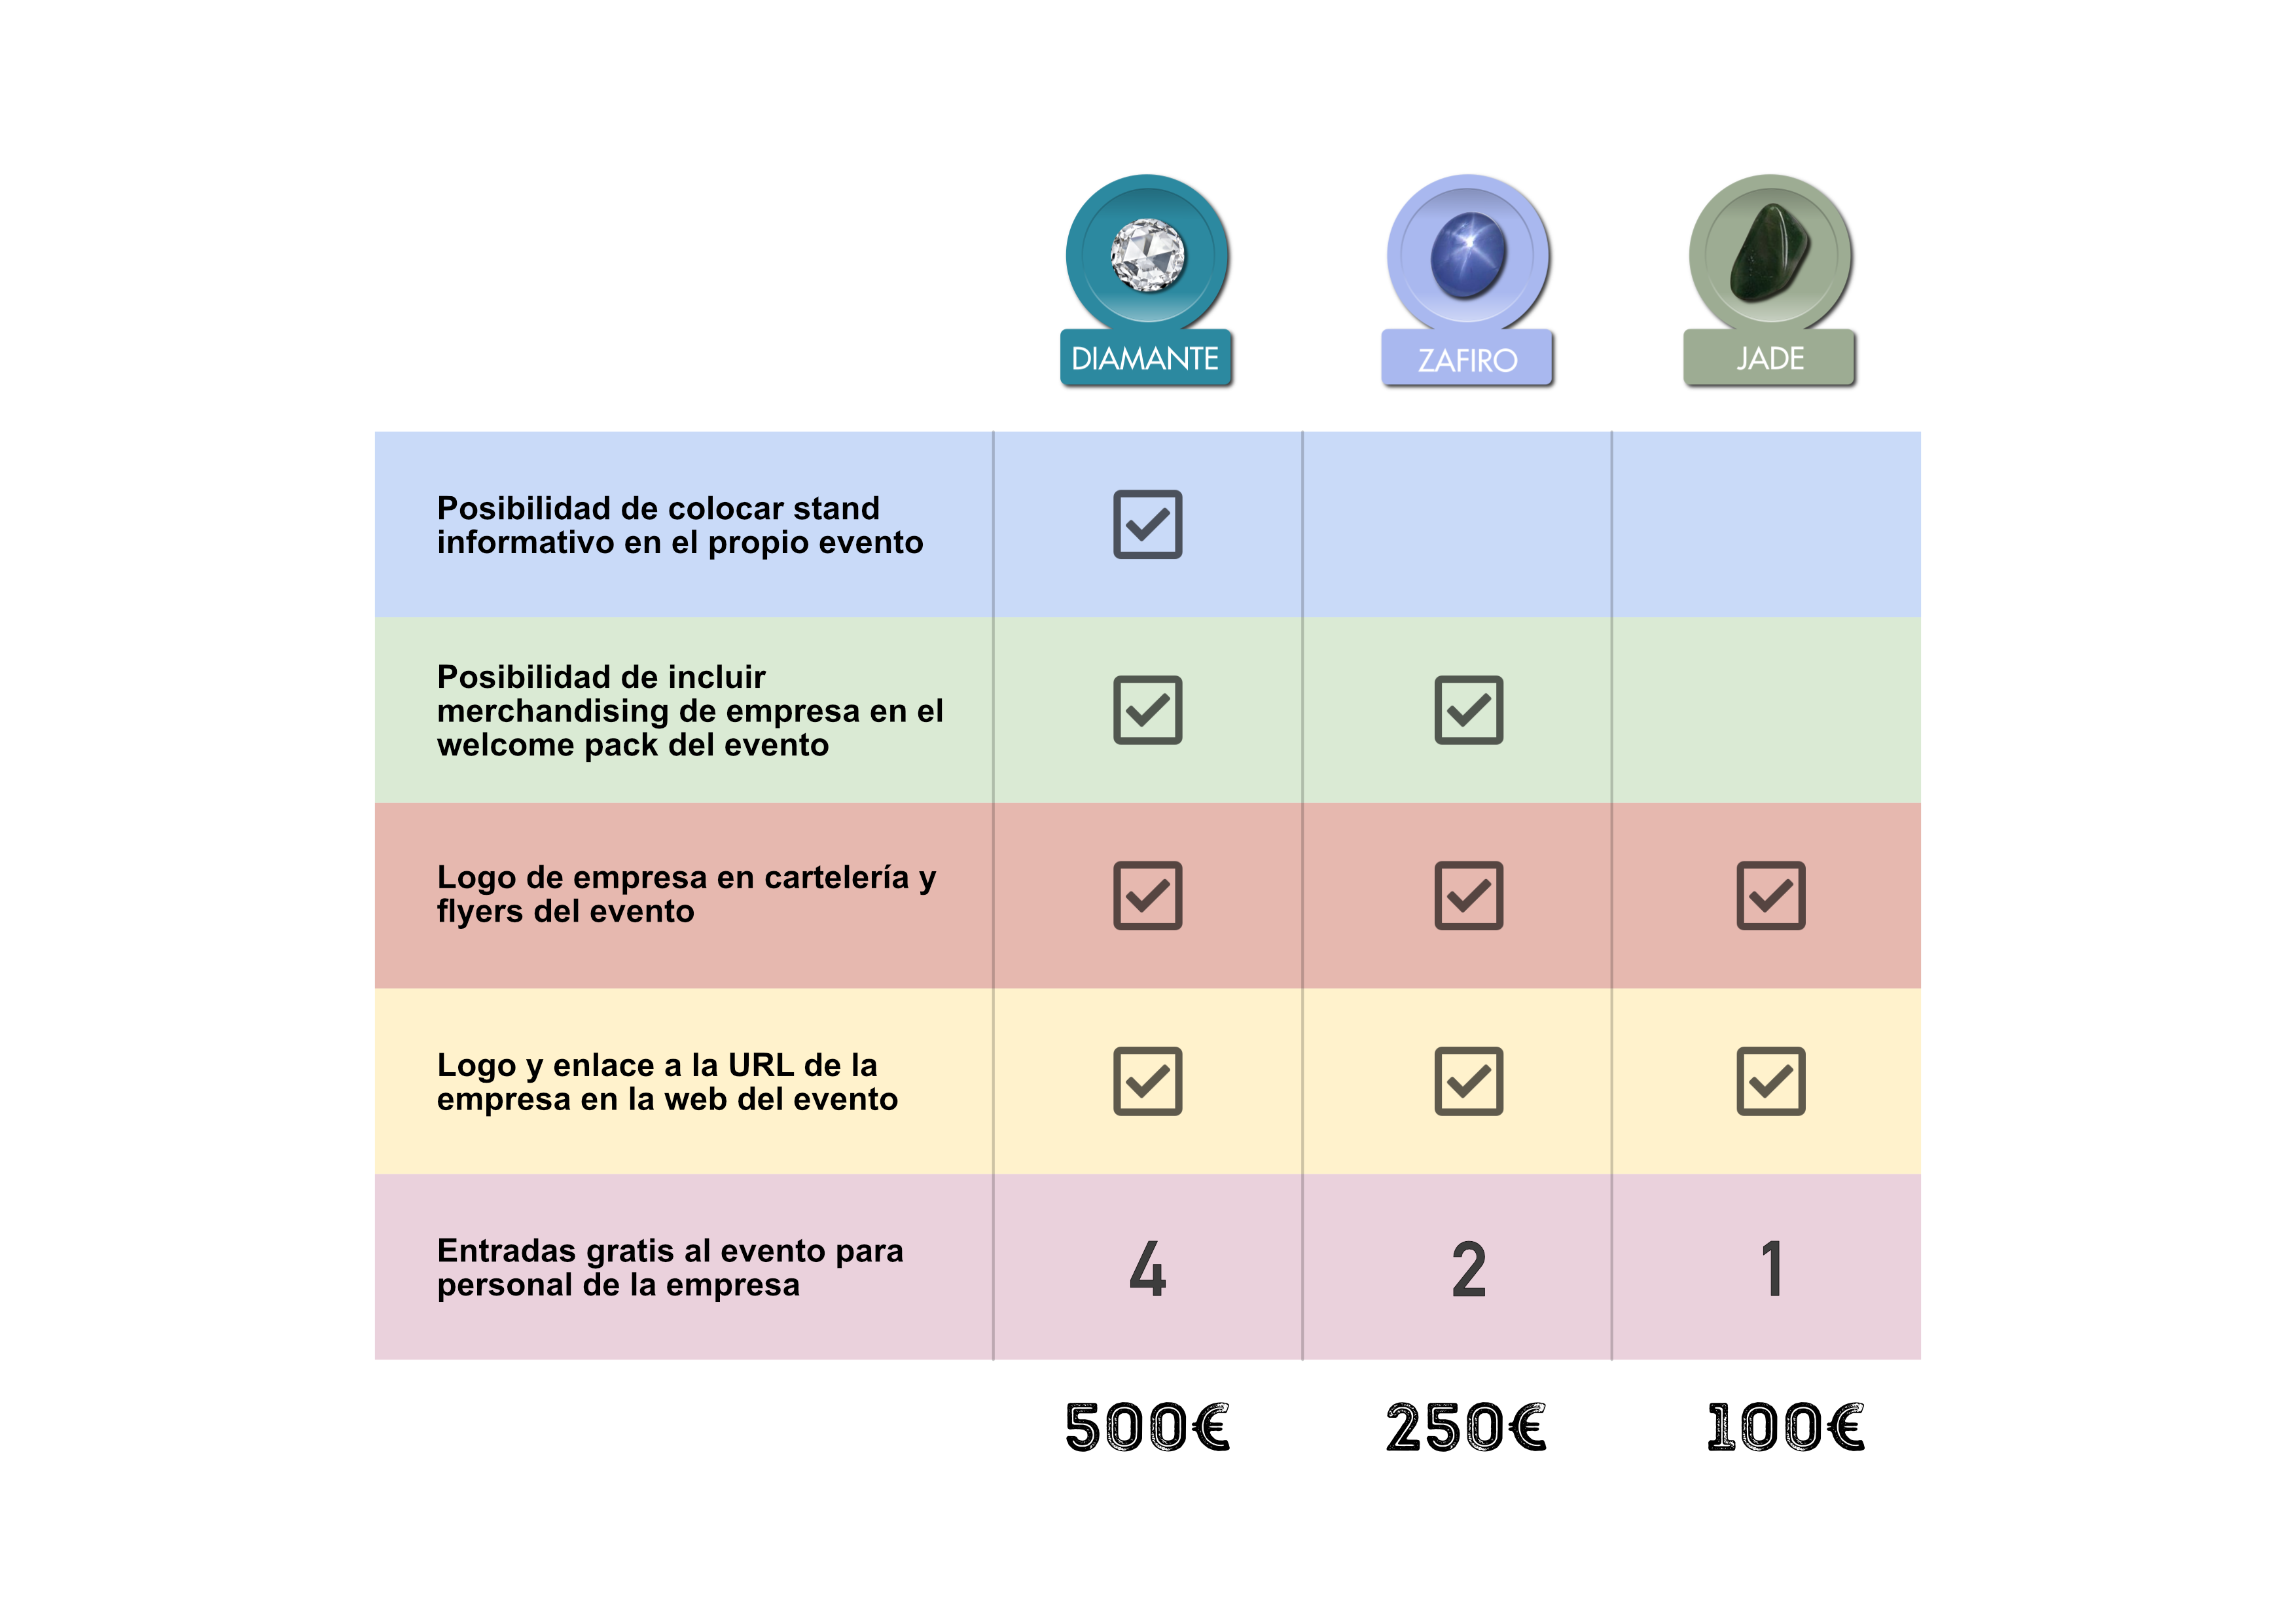 DIAMANTE
ZAFIRO
JADE
Posibilidad de colocar stand
informativo en el propio evento
Posibilidad de incluir
merchandising de empresa en el
welcome pack del evento
Logo de empresa en cartelería y
flyers del evento
Logo y enlace a la URL de la
empresa en la web del evento
Entradas gratis al evento para
personal de la empresa
4
2
1
500€
250€
100€